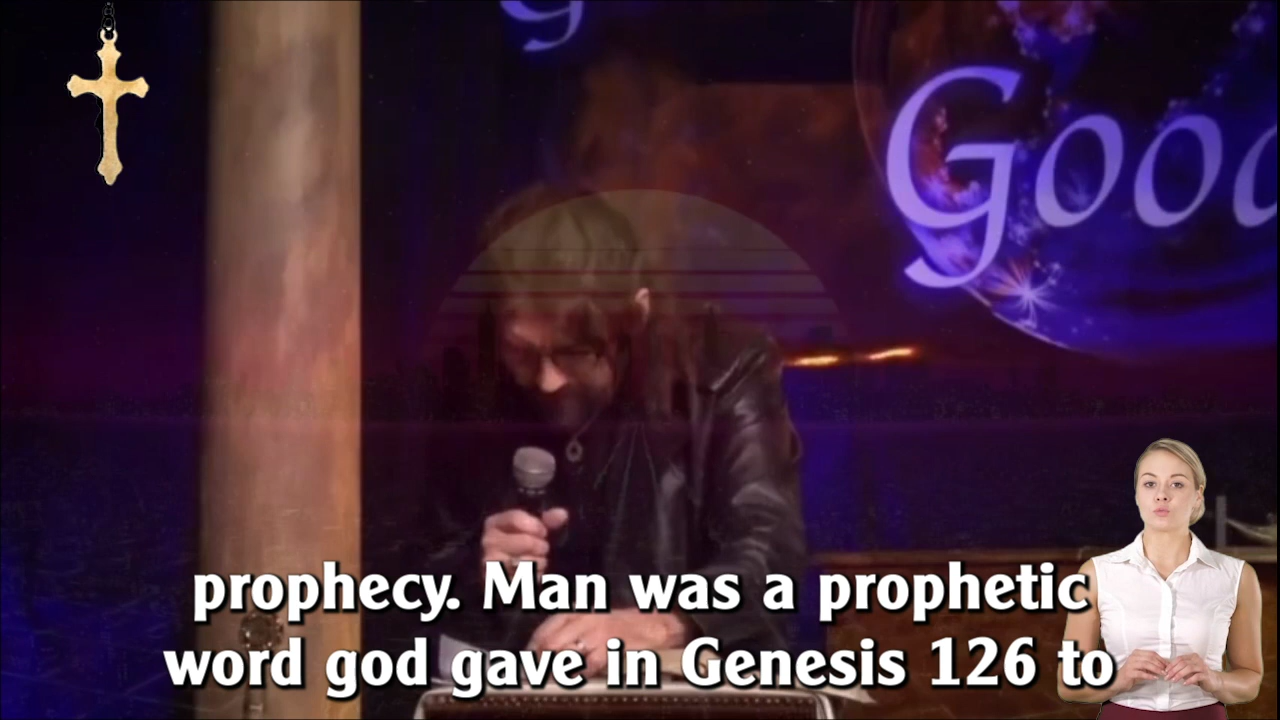 G
Good
prophecy. Man was a prophetic
word god gave in Genesis 126 to